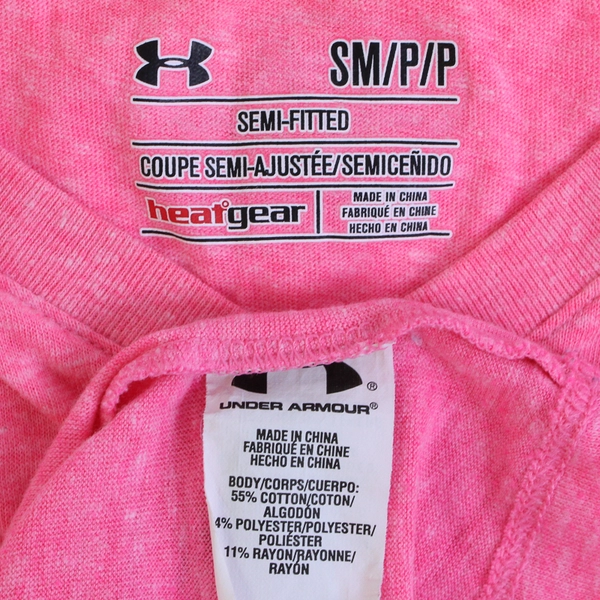 SM/P/P
SEMI-FITTED
COUPE SEMI-AJUSTÉE/SEMICEÑIDO
heatgear
MADE IN CHINA
FABRIQUÉ EN CHINE
HECHO EN CHINA
®
UNDER ARMOUR®
MADE IN CHINA
FABRIQUÉ EN CHINE
HECHO EN CHINA
BODY/CORPS/CUERPO:
55% COTTON/COTON/
ALGODÓN
4% POLYESTER/POLYESTER/
POLIÉSTER
11% RAYON/RAYONNE/
RAYÓN